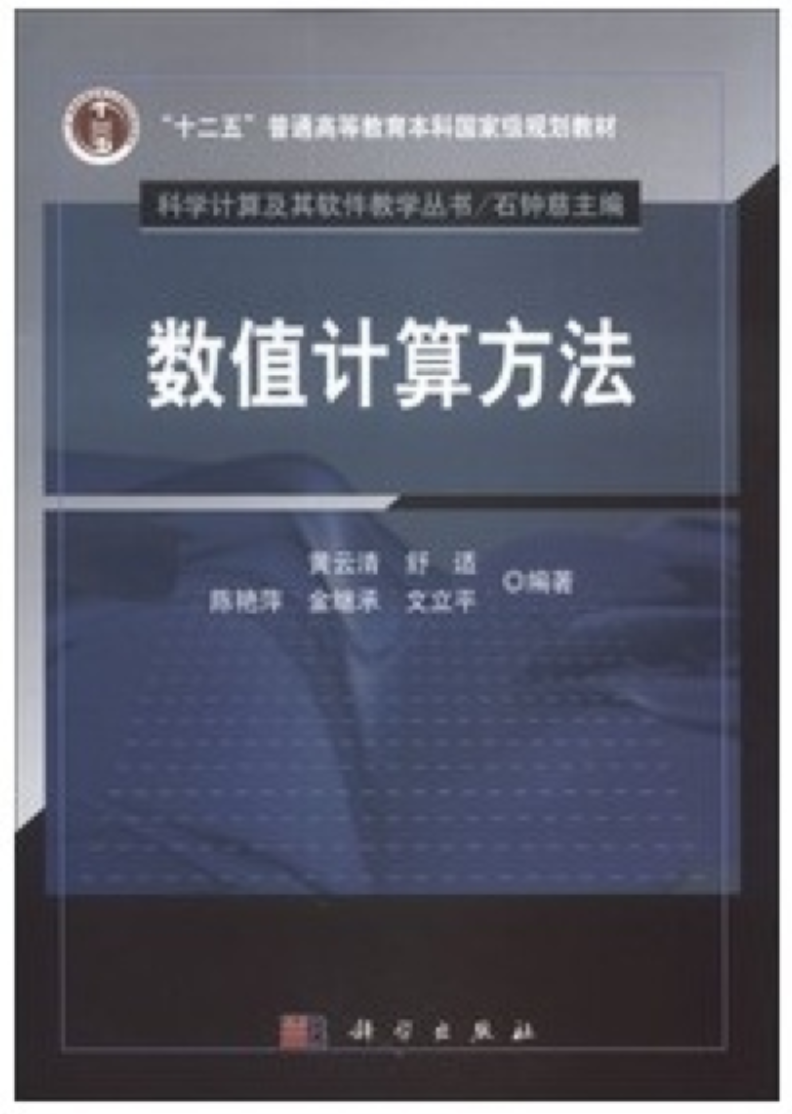 “十二五”普通高等教育本科国家级规划教材
科学计算及其软件教学丛书/石钟慈主编
数值计算方法
黄云清 舒 适
陈艳萍 金继承 文立平
编著
科学出版社